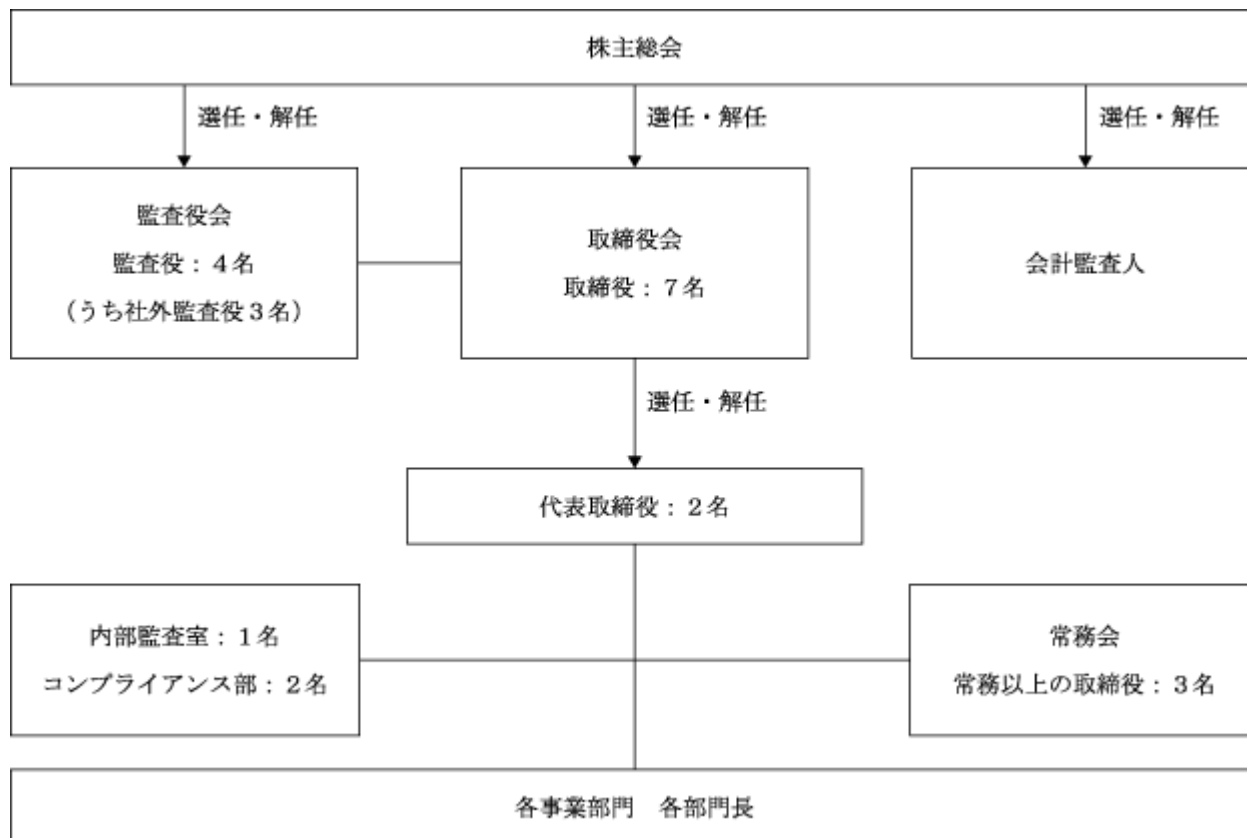 株主総会
選任・解任
選任・解任
選任・解任
監査役会
監査役：４名
（うち社外監査役３名）
取締役会
取締役：７名
会計監査人
選任・解任
代表取締役：２名
内部監査室：１名
コンプライアンス部：２名
常務会
常務以上の取締役：３名
各事業部門　各部門長